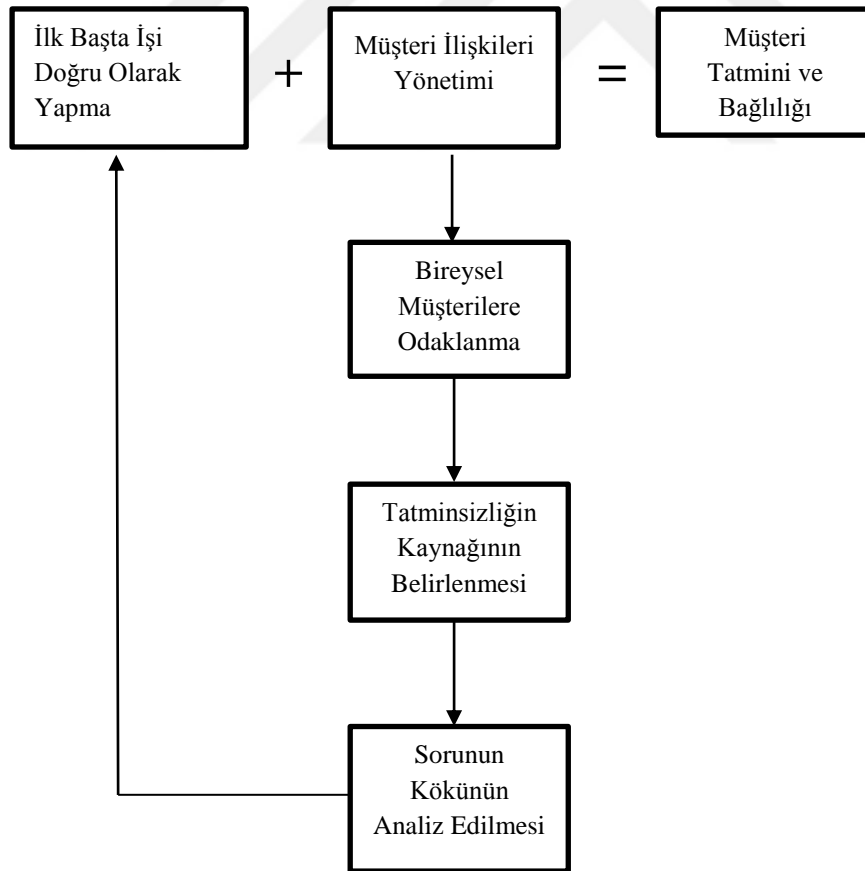 İlk Başta İşi
Doğru Olarak
Yapma
+
Müşteri İlişkileri
Yönetimi
=
Müşteri
Tatmini ve
Bağlılığı
Bireysel
Müşterilere
Odaklanma
Tatminsizliğin
Kaynağının
Belirlenmesi
Sorunun
Kökünün
Analiz Edilmesi